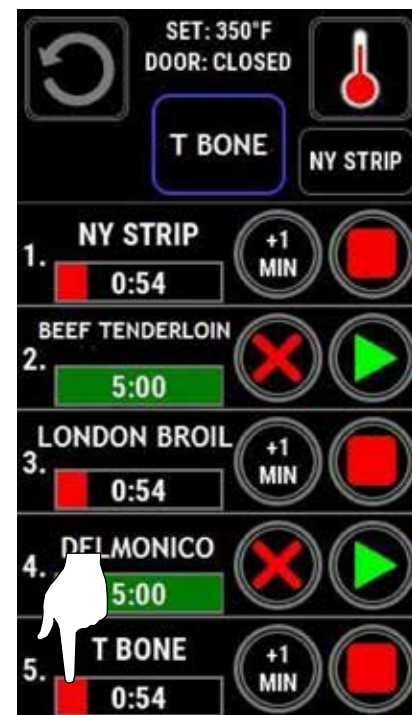 SET: 350°F
DOOR: CLOSED
T BONE
NY STRIP
1. NY STRIP
0:54
+1
MIN
2. BEEF TENDERLOIN
5:00
3. LONDON BROIL
0:54
+1
MIN
4. DELMONICO
5:00
5. T BONE
0:54
+1
MIN